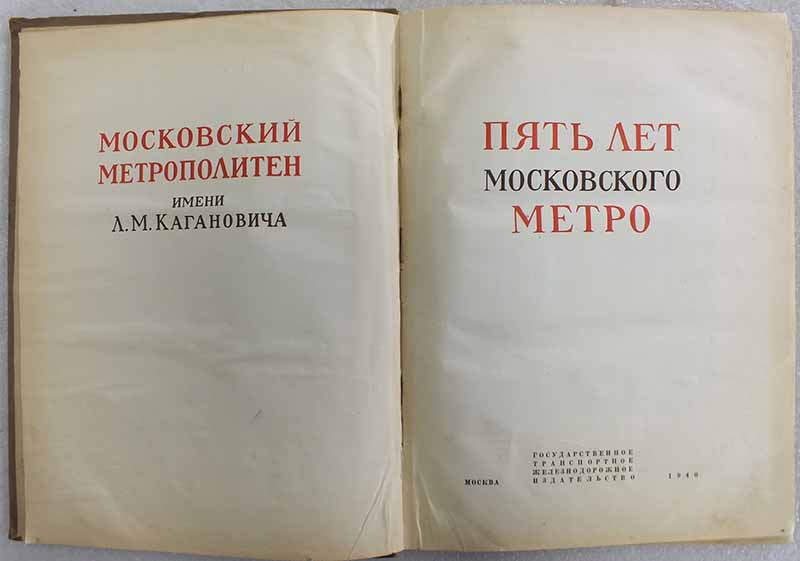 МОСКОВСКИЙ
МЕТРОПОЛИТЕН
ИМЕНИ
Л.М. КАГАНОВИЧА
ПЯТЬ ЛЕТ
МОСКОВСКОГО
МЕТРО
ГОСУДАРСТВЕННОЕ
ТРАНСПОРТНОЕ
ЖЕЛЕЗНОДОРОЖНОЕ
МОСКВА ИЗДАТЕЛЬСТВО 1940